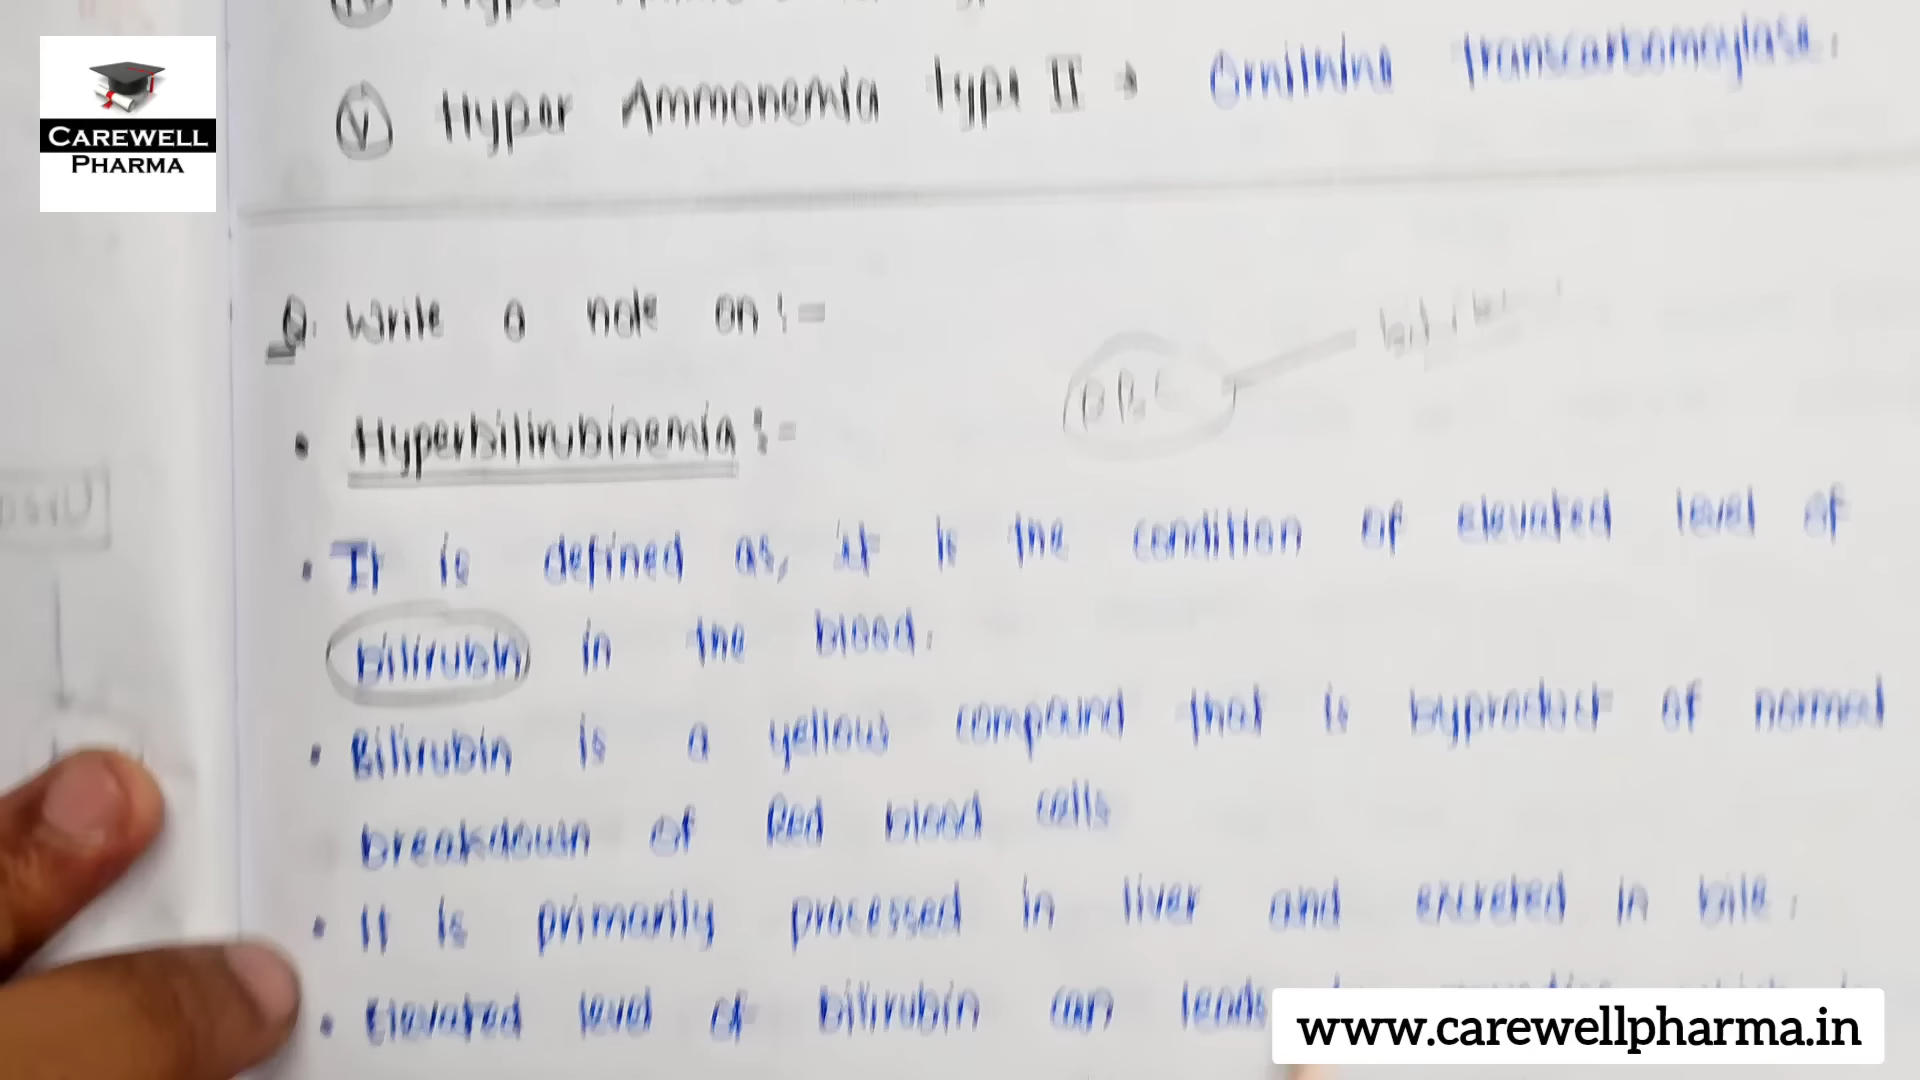 CAREWELL
PHARMA
Hyper
(V) Hyper Ammonemia Type II → Ornithine transcarbamoylase.
Q. Write a note on :=
RBC
• Hyperbilirubinemia :=
• It is defined as, it is the condition of elevated level of
bilirubin in the blood.
• Bilirubin is a yellow compound that is byproduct of normal
breakdown of Red blood cells
• It is primarily processed in liver and excreted in bile.
• Elevated level of bilirubin can leads
www.carewellpharma.in